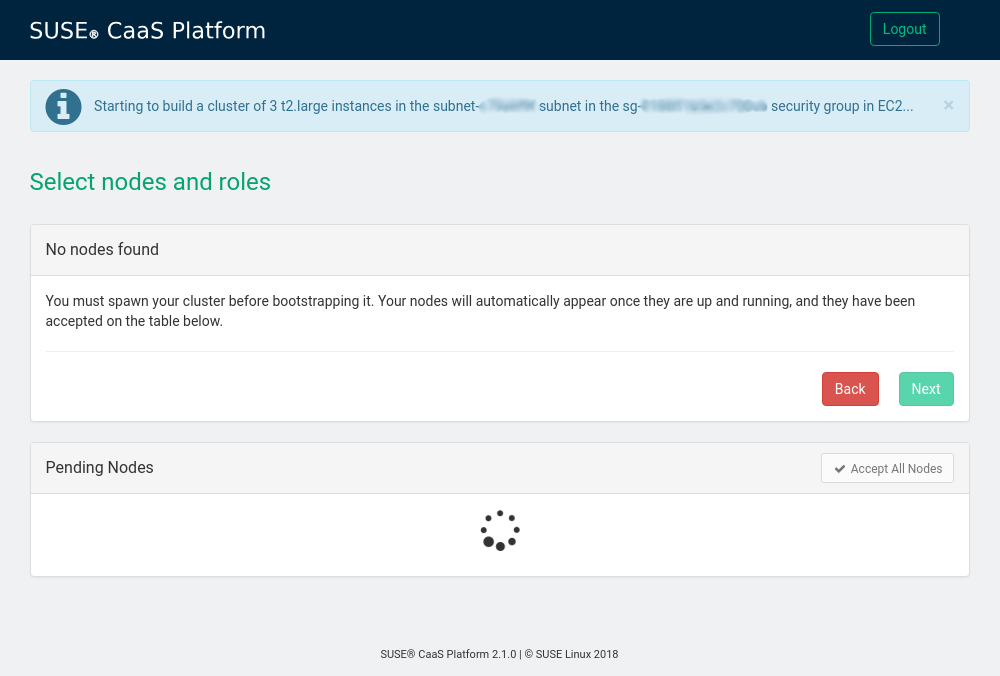 SUSE® CaaS Platform
Logout
Starting to build a cluster of 3 t2.large instances in the subnet- subnet in the sg- security group in EC2... ×
Select nodes and roles
No nodes found
You must spawn your cluster before bootstrapping it. Your nodes will automatically appear once they are up and running, and they have been
accepted on the table below.
Back
Next
Pending Nodes
Accept All Nodes
SUSE® CaaS Platform 2.1.0 | © SUSE Linux 2018